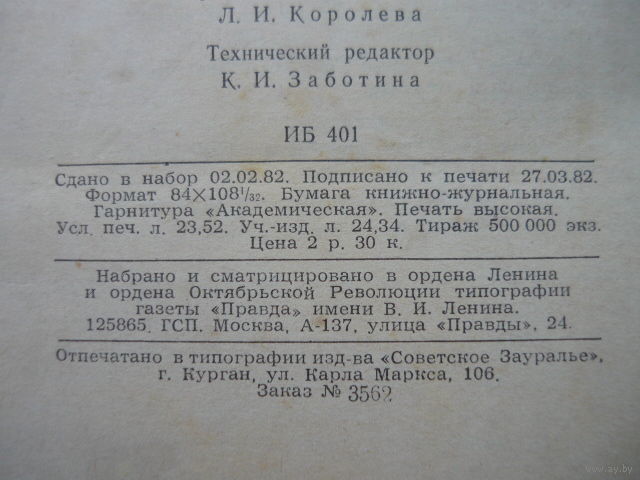 Л. И. Королева
Технический редактор
К. И. Заботина
ИБ 401
Сдано в набор 02.02.82. Подписано к печати 27.03.82.
Формат 84×108¹/₃₂. Бумага книжно-журнальная.
Гарнитура «Академическая». Печать высокая.
Усл. печ. л. 23,52. Уч.-изд. л. 24,34. Тираж 500 000 экз.
Цена 2 р. 30 к.
Набрано и сматрицировано в ордена Ленина
и ордена Октябрьской Революции типографии
газеты «Правда» имени В. И. Ленина.
125865. ГСП. Москва, А-137, улица «Правды», 24.
Отпечатано в типографии изд-ва «Советское Зауралье»,
г. Курган, ул. Карла Маркса, 106.
Заказ № 3562
www.ay.by